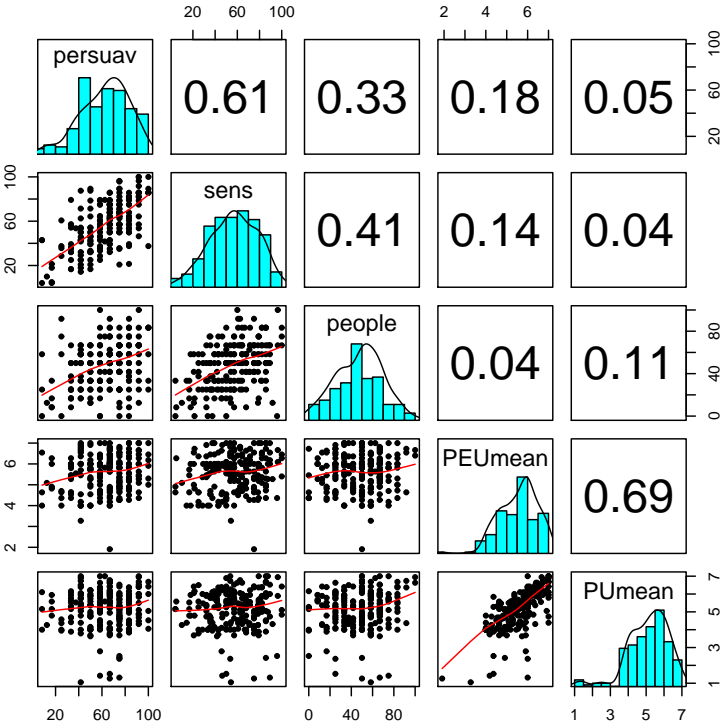 20 60 100 2 4 6
persuav 0.61 0.33 0.18 0.05 20 60 100
20 60 100 sens 0.41 0.14 0.04
people 0.04 0.11 0 40 80
2 4 6 PEUmean 0.69
PUmean 1 3 5 7
20 60 100 0 40 80 1 3 5 7